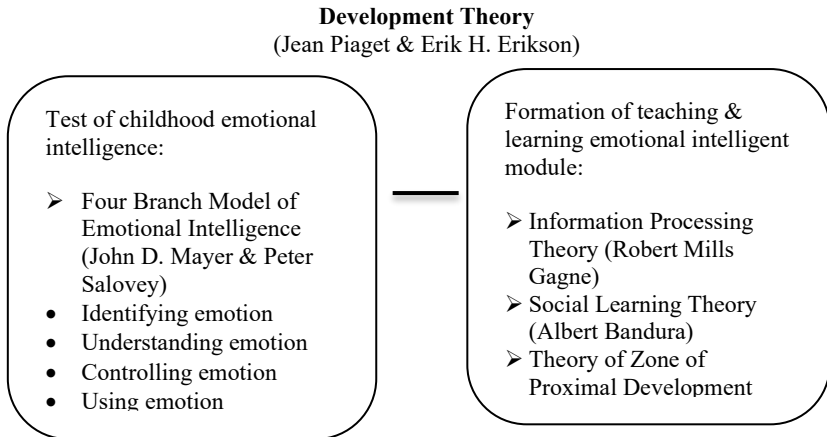 Development Theory
(Jean Piaget & Erik H. Erikson)
Test of childhood emotional
intelligence:
➢ Four Branch Model of
Emotional Intelligence
(John D. Mayer & Peter
Salovey)
• Identifying emotion
• Understanding emotion
• Controlling emotion
• Using emotion
Formation of teaching &
learning emotional intelligent
module:
➢ Information Processing
Theory (Robert Mills
Gagne)
➢ Social Learning Theory
(Albert Bandura)
➢ Theory of Zone of
Proximal Development